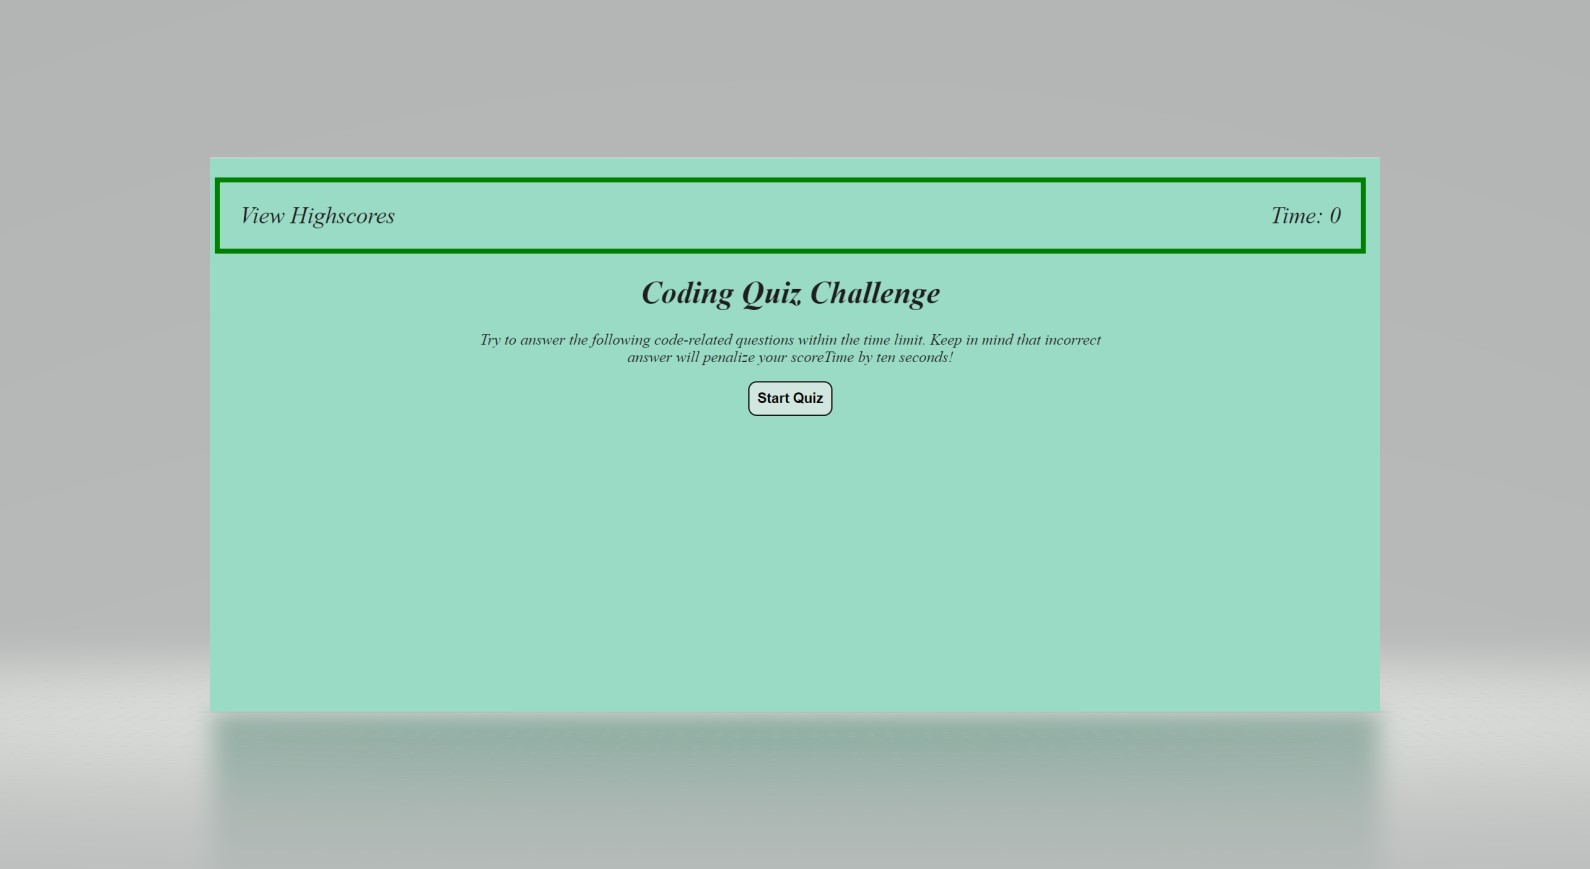 View Highscores
Time: 0
Coding Quiz Challenge
Try to answer the following code-related questions within the time limit. Keep in mind that incorrect
answer will penalize your scoreTime by ten seconds!
Start Quiz